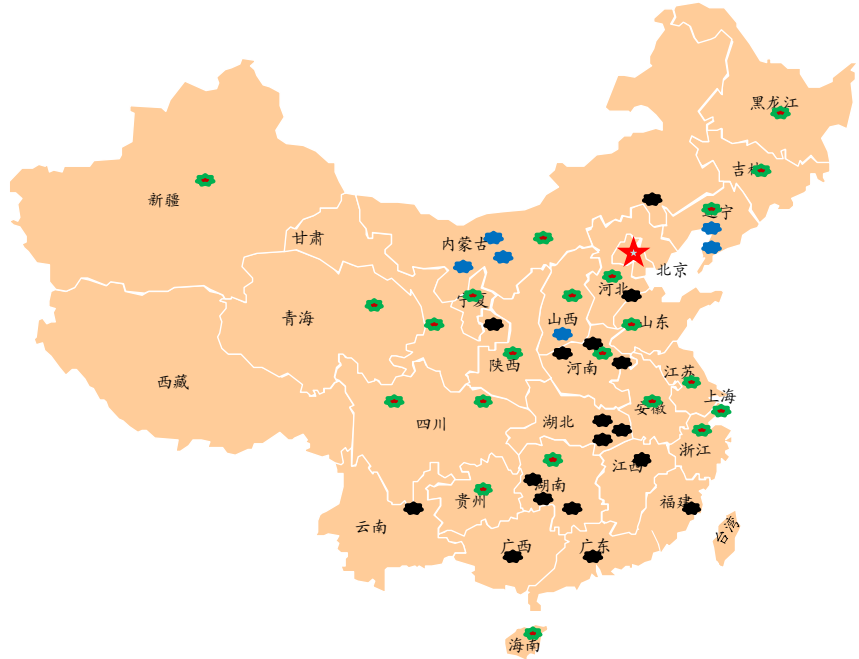 黑龙江
吉林
新疆
辽宁
甘肃
内蒙古
北京
河北
宁夏
青海
山西
山东
陕西
河南
江苏
西藏
上海
安徽
四川
湖北
浙江
江西
湖南
贵州
福建
云南
台湾
广西
广东
海南